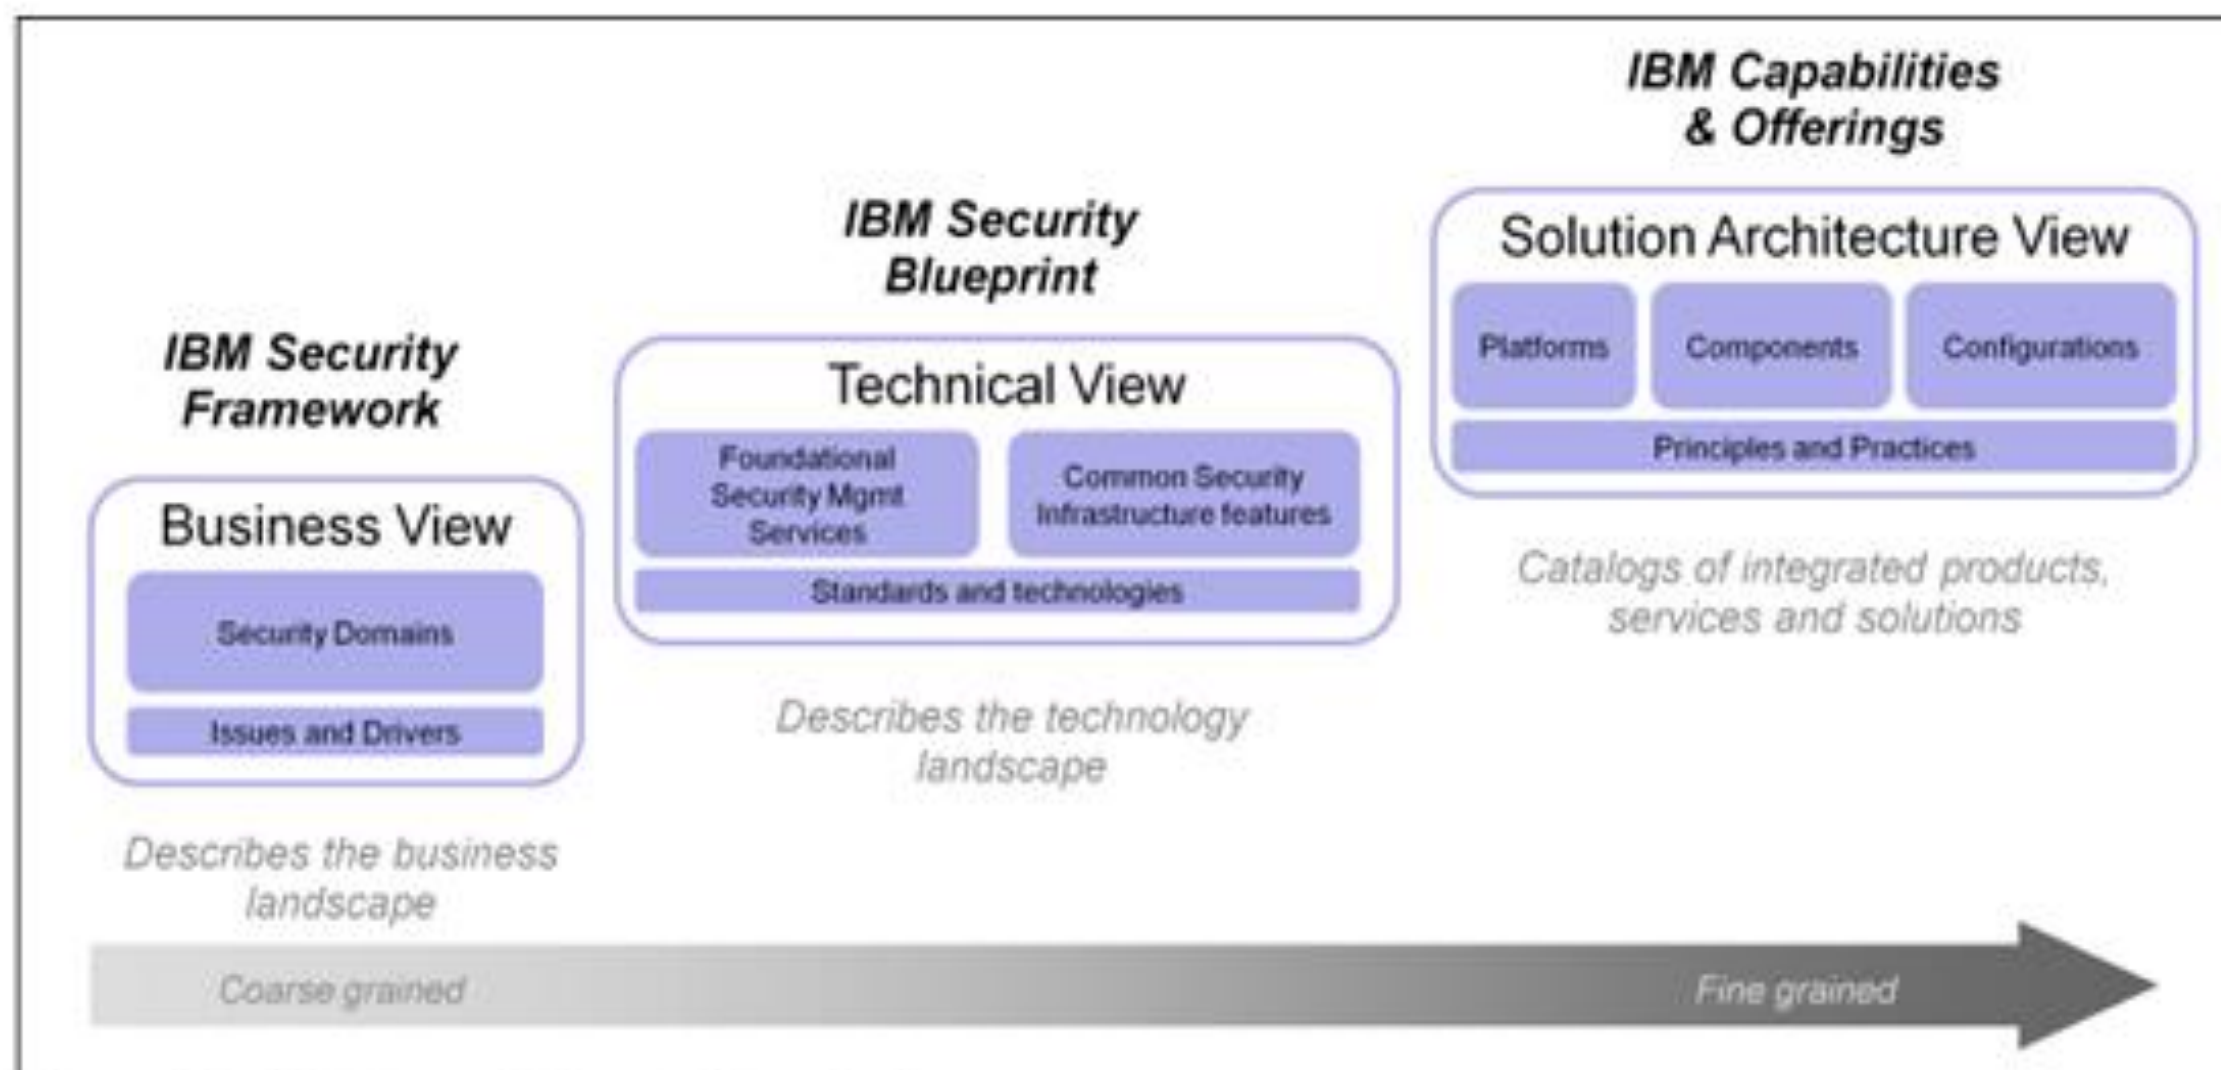 IBM Security
Framework
Business View
Security Domains
Issues and Drivers
Describes the business
landscape
IBM Security
Blueprint
Technical View
Foundational
Security Mgmt
Services
Common Security
Infrastructure features
Standards and technologies
Describes the technology
landscape
IBM Capabilities
& Offerings
Solution Architecture View
Platforms
Components
Configurations
Principles and Practices
Catalogs of integrated products,
services and solutions
Coarse grained
Fine grained